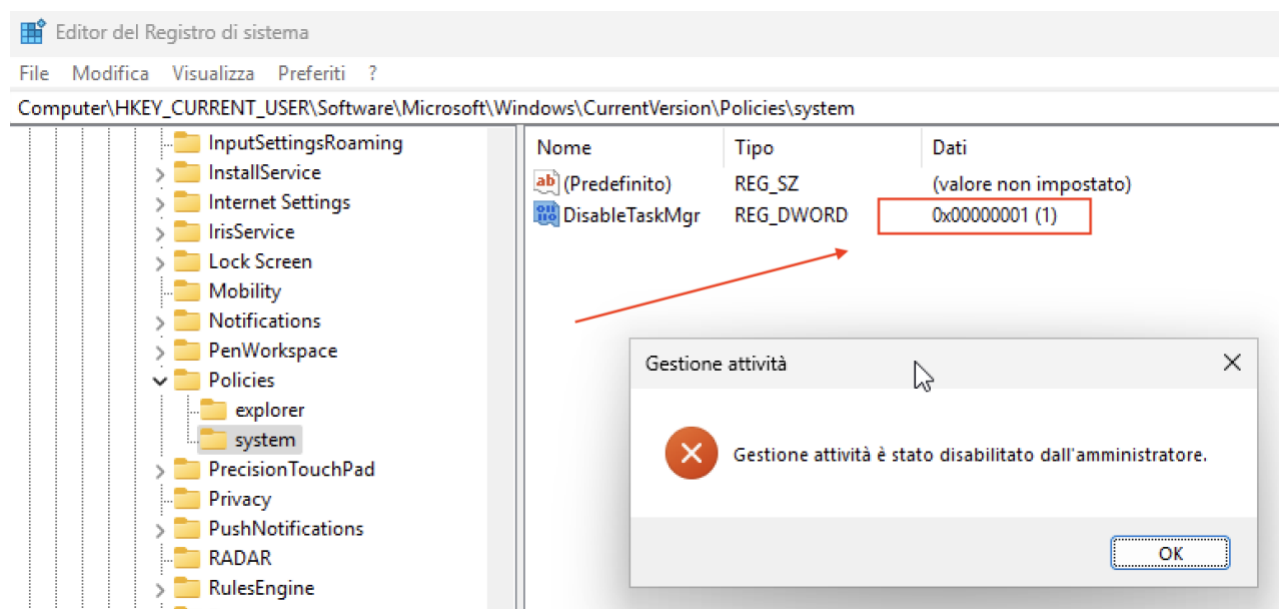 Editor del Registro di sistema
File Modifica Visualizza Preferiti ?
Computer\HKEY_CURRENT_USER\Software\Microsoft\Windows\CurrentVersion\Policies\system
InputSettingsRoaming
InstallService
Internet Settings
IrisService
Lock Screen
Mobility
Notifications
PenWorkspace
Policies
explorer
system
PrecisionTouchPad
Privacy
PushNotifications
RADAR
RulesEngine
Nome Tipo Dati
ab (Predefinito) REG_SZ (valore non impostato)
DisableTaskMgr REG_DWORD 0x00000001 (1)
Gestione attività
Gestione attività è stato disabilitato dall'amministratore.
OK